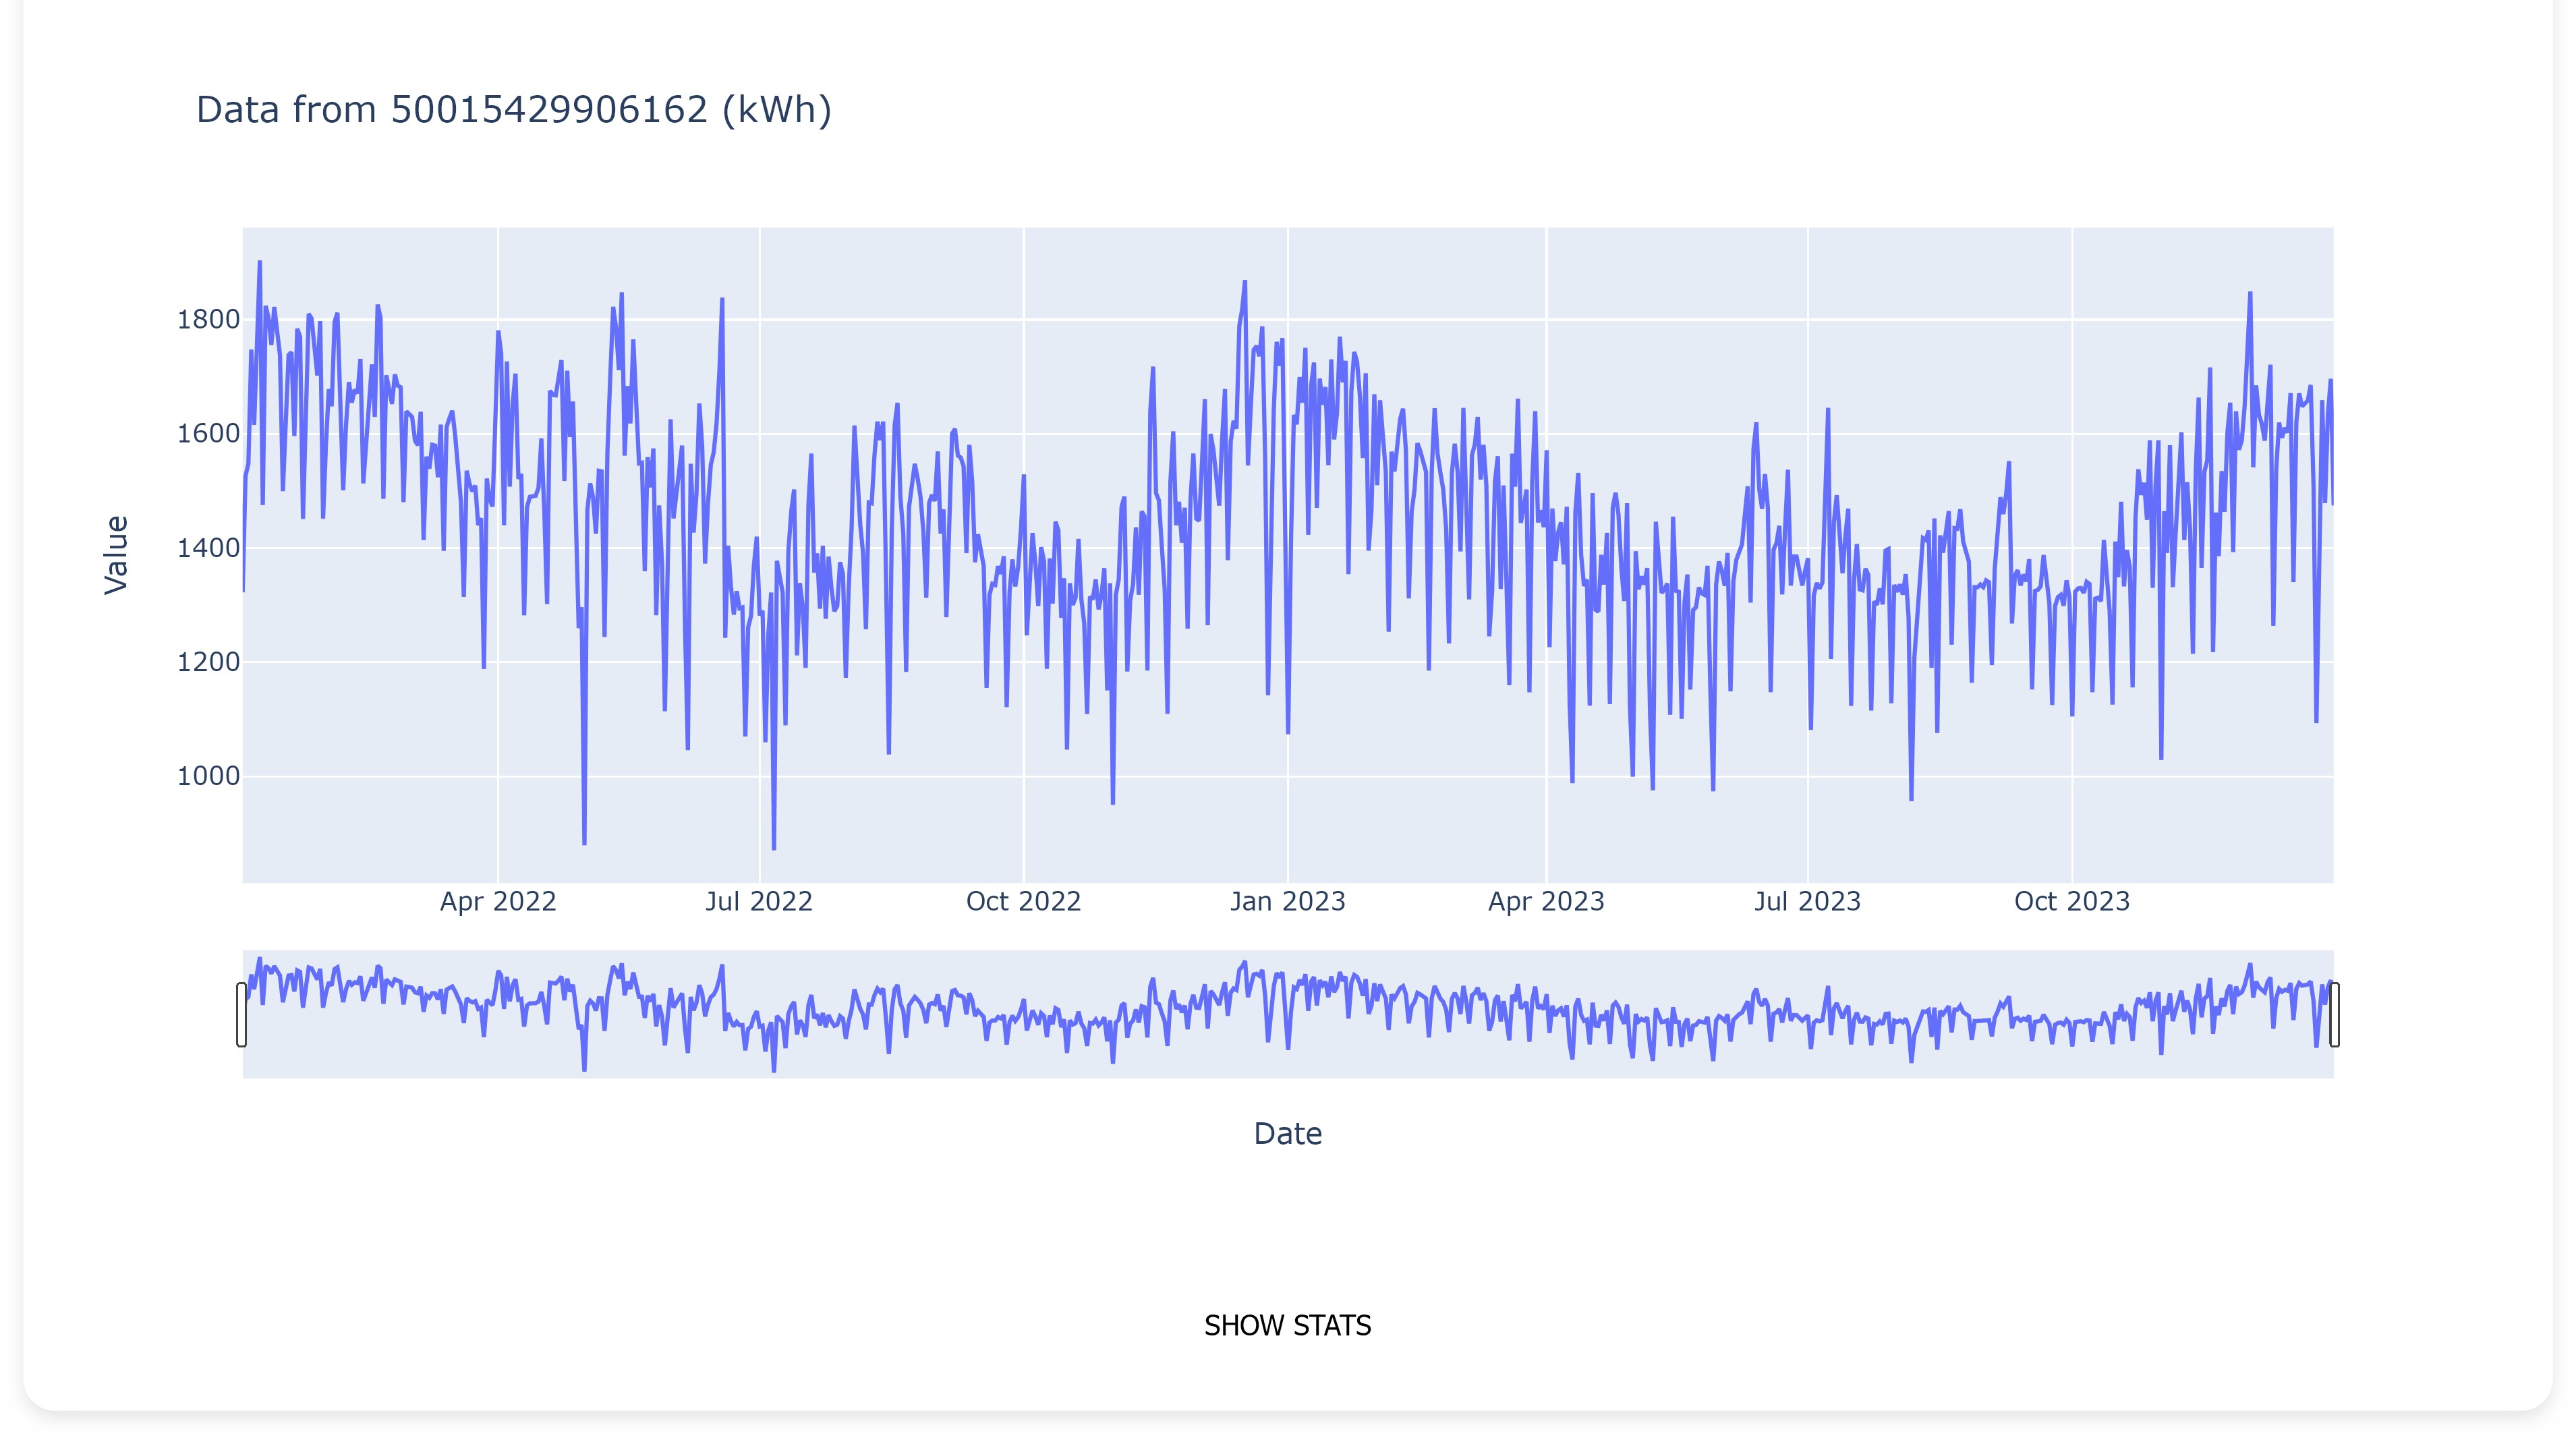 Data from 50015429906162 (kWh)
Value
1800
1600
1400
1200
1000
Apr 2022
Jul 2022
Oct 2022
Jan 2023
Apr 2023
Jul 2023
Oct 2023
Date
SHOW STATS